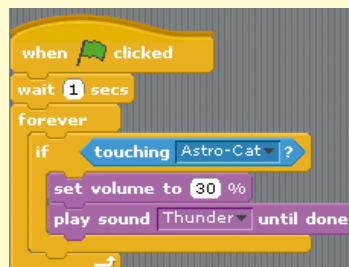 when clicked
wait 1 secs
forever
if touching Astro-Cat ?
set volume to 30 %
play sound Thunder until done